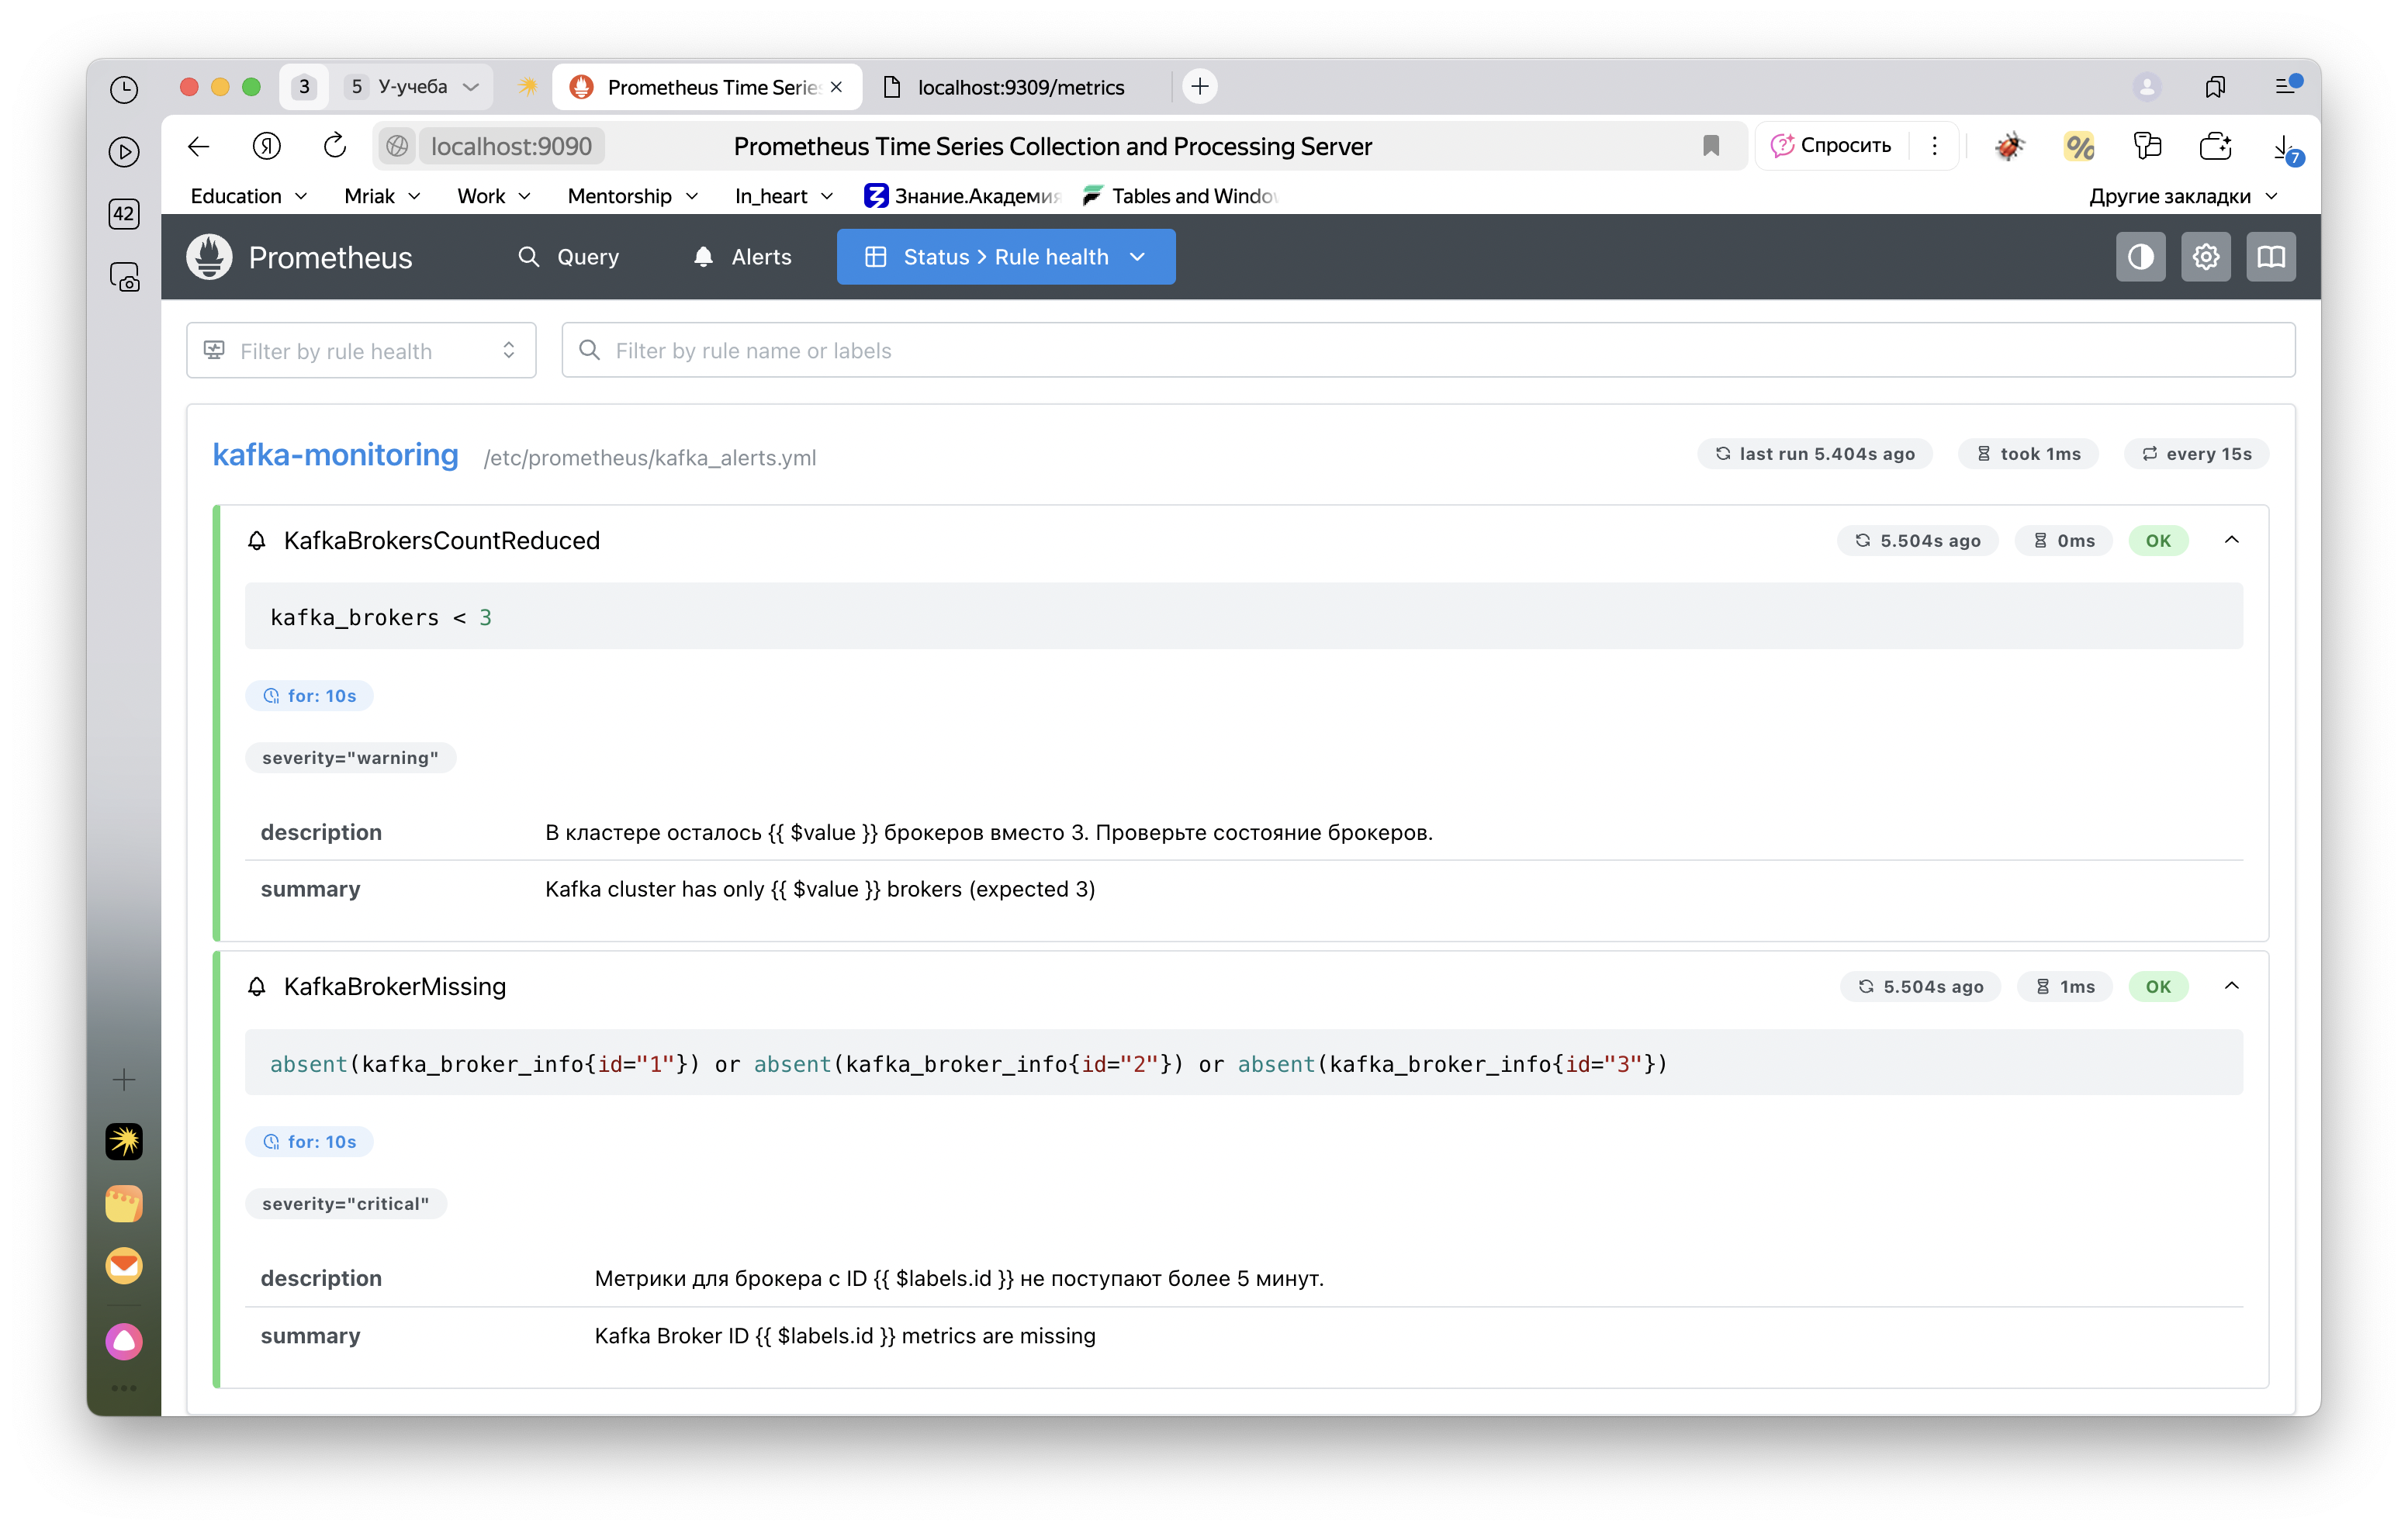 3
5 У-учеба
Prometheus Time Series
localhost:9309/metrics
42
localhost:9090
Prometheus Time Series Collection and Processing Server
Спросить
7
Education
Mriak
Work
Mentorship
In_heart
Знание.Академия
Tables and Windo
Другие закладки
Prometheus
Query
Alerts
Status > Rule health
Filter by rule health
Filter by rule name or labels
kafka-monitoring /etc/prometheus/kafka_alerts.yml
last run 5.404s ago
took 1ms
every 15s
KafkaBrokersCountReduced
5.504s ago
0ms
OK
kafka_brokers < 3
for: 10s
severity="warning"
description В кластере осталось {{ $value }} брокеров вместо 3. Проверьте состояние брокеров.
summary Kafka cluster has only {{ $value }} brokers (expected 3)
KafkaBrokerMissing
5.504s ago
1ms
OK
absent(kafka_broker_info{id="1"}) or absent(kafka_broker_info{id="2"}) or absent(kafka_broker_info{id="3"})
for: 10s
severity="critical"
description Метрики для брокера с ID {{ $labels.id }} не поступают более 5 минут.
summary Kafka Broker ID {{ $labels.id }} metrics are missing